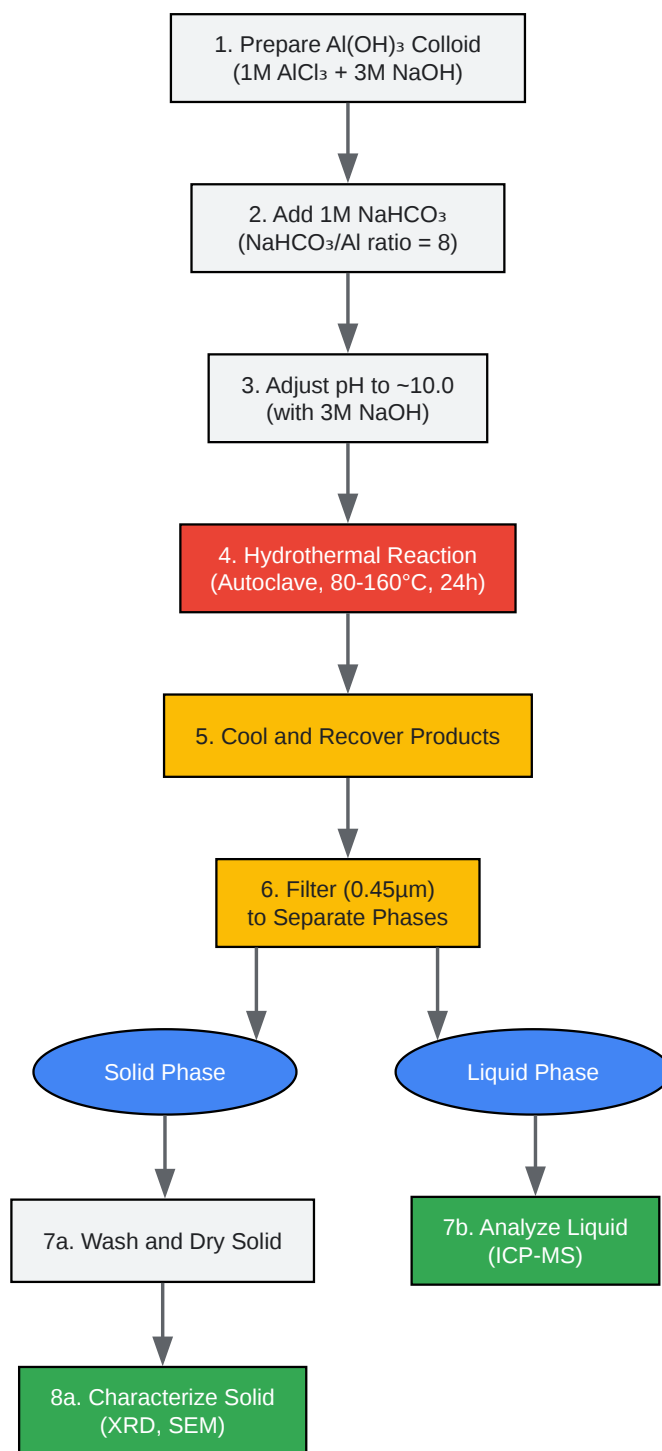 1. Prepare Al(OH)₃ Colloid
(1M AlCl₃ + 3M NaOH)
2. Add 1M NaHCO₃
(NaHCO₃/Al ratio = 8)
3. Adjust pH to ~10.0
(with 3M NaOH)
4. Hydrothermal Reaction
(Autoclave, 80-160°C, 24h)
5. Cool and Recover Products
6. Filter (0.45µm)
to Separate Phases
Solid Phase
Liquid Phase
7a. Wash and Dry Solid
7b. Analyze Liquid
(ICP-MS)
8a. Characterize Solid
(XRD, SEM)